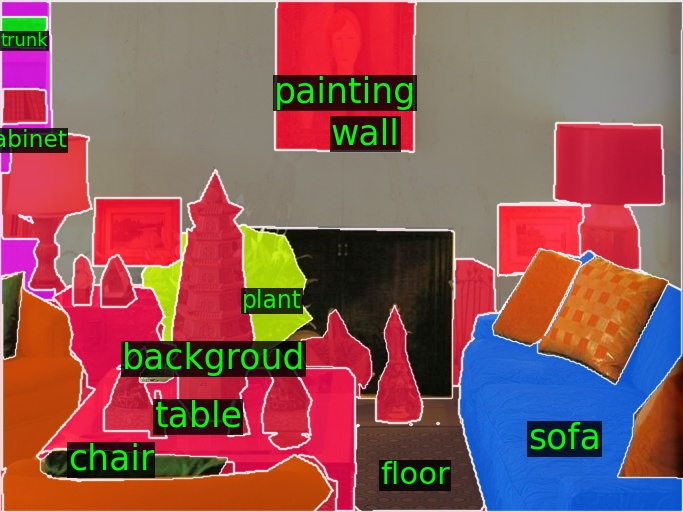 trunk
painting
wall
abinet
plant
backgroud
table
sofa
chair
floor